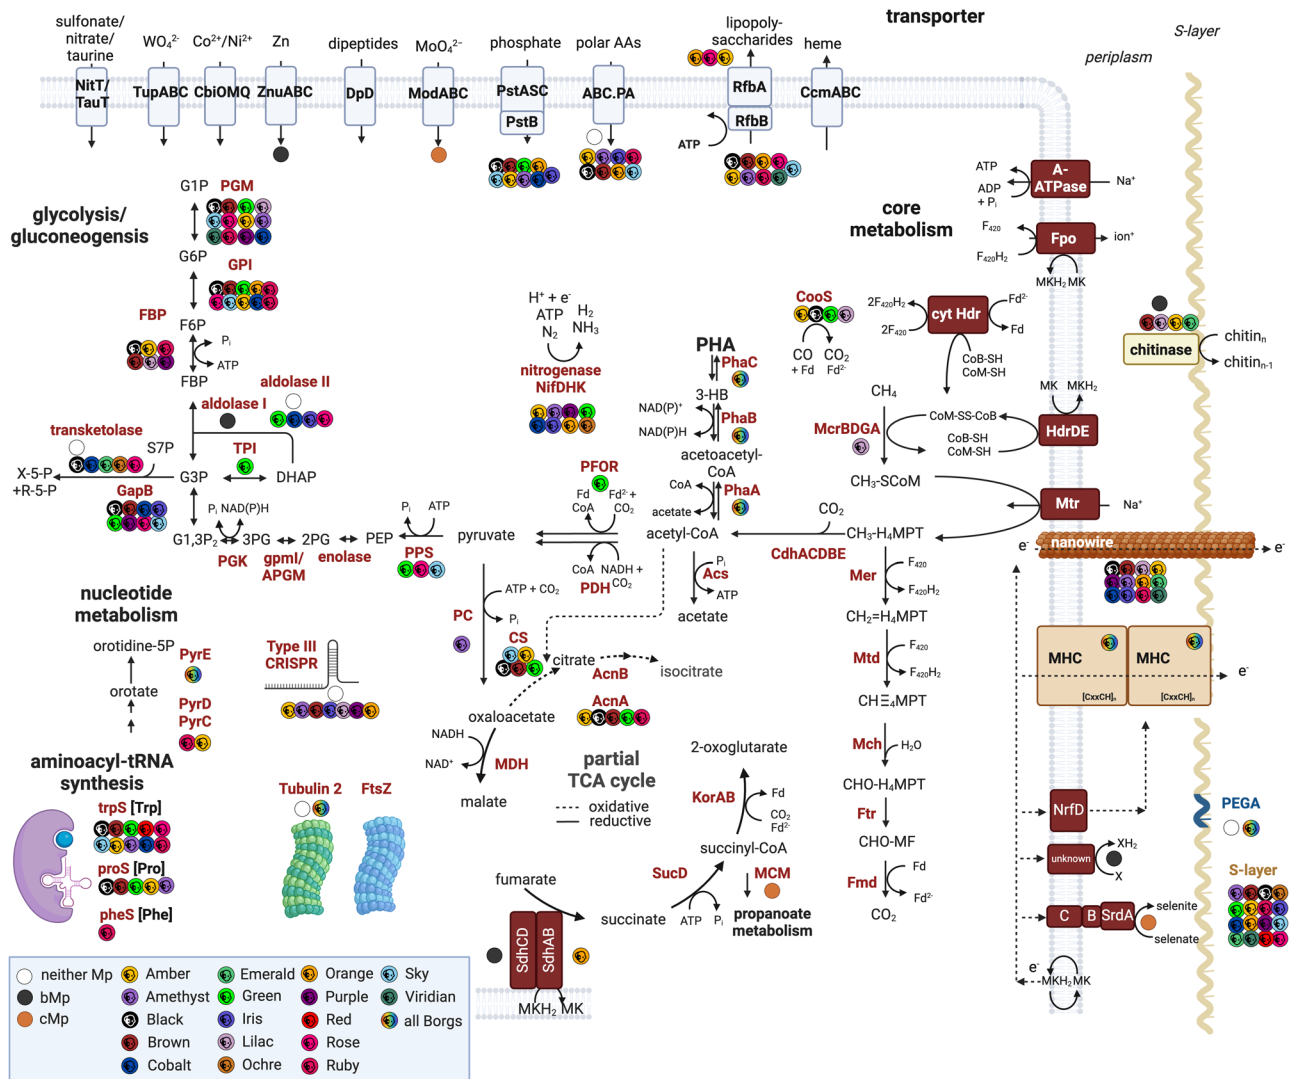 transporter
S-layer
periplasm
sulfonate/
nitrate/
taurine
WO₄²⁻
Co²⁺/Ni²⁺
Zn
dipeptides
MoO₄²⁻
phosphate
polar AAs
lipopoly-
saccharides
heme
NitT/
TauT
TupABC
CbiOMQ
ZnuABC
DpD
ModABC
PstASC
PstB
ABC.PA
RfbA
RfbB
CcmABC
ATP
glycolysis/
gluconeogensis
G1P
PGM
G6P
GPI
FBP
F6P
Pᵢ
ATP
FBP
aldolase II
aldolase I
transketolase
S7P
TPI
X-5-P
+R-5-P
G3P
DHAP
GapB
Pᵢ NAD(P)H
G1,3P₂
3PG
2PG
PEP
PGK
gpmI/
APGM
enolase
Pᵢ
ATP
PPS
pyruvate
H⁺ + e⁻
ATP
N₂
H₂
NH₃
nitrogenase
NifDHK
PFOR
Fd
CoA
Fd²⁻ +
CO₂
CoA
NADH +
CO₂
PDH
PHA
PhaC
3-HB
NAD(P)⁺
NAD(P)H
PhaB
acetoacetyl-
CoA
CoA
acetate
PhaA
acetyl-CoA
Acs
Pᵢ
ATP
acetate
CooS
CO
+ Fd
CO₂
Fd²⁻
core
metabolism
ATP
ADP
+ Pᵢ
A-
ATPase
Na⁺
F₄₂₀
F₄₂₀H₂
Fpo
ion⁺
MKH₂ MK
2F₄₂₀H₂
2F₄₂₀
cyt Hdr
Fd²⁻
Fd
CoB-SH
CoM-SH
chitinase
chitinₙ
chitinₙ₋₁
CH₄
McrBDGA
CoM-SS-CoB
CoB-SH
CoM-SH
MK
MKH₂
HdrDE
CH₃-SCoM
Mtr
Na⁺
CO₂
CdhACDBE
CH₃-H₄MPT
nanowire
e⁻
e⁻
Mer
F₄₂₀
F₄₂₀H₂
CH₂=H₄MPT
Mtd
F₄₂₀
F₄₂₀H₂
CH≡₄MPT
Mch
H₂O
CHO-H₄MPT
Ftr
CHO-MF
Fmd
Fd
Fd²⁻
CO₂
MHC
[CxxCH]ₙ
MHC
[CxxCH]ₙ
e⁻
NrfD
unknown
XH₂
X
C
B
SrdA
selenite
selenate
e⁻
MKH₂ MK
PEGA
S-layer
nucleotide
metabolism
orotidine-5P
PyrE
orotate
PyrD
PyrC
aminoacyl-tRNA
synthesis
trpS [Trp]
proS [Pro]
pheS [Phe]
Type III
CRISPR
Tubulin 2
FtsZ
PC
ATP + CO₂
Pᵢ
CS
citrate
isocitrate
AcnB
AcnA
oxaloacetate
NADH
NAD⁺
MDH
malate
partial
TCA cycle
oxidative
reductive
2-oxoglutarate
KorAB
Fd
CO₂
Fd²⁻
succinyl-CoA
SucD
MCM
ATP
Pᵢ
propanoate
metabolism
fumarate
succinate
SdhCD
SdhAB
MKH₂ MK
neither Mp
bMp
cMp
Amber
Amethyst
Black
Brown
Cobalt
Emerald
Green
Iris
Lilac
Ochre
Orange
Purple
Red
Rose
Ruby
Sky
Viridian
all Borgs